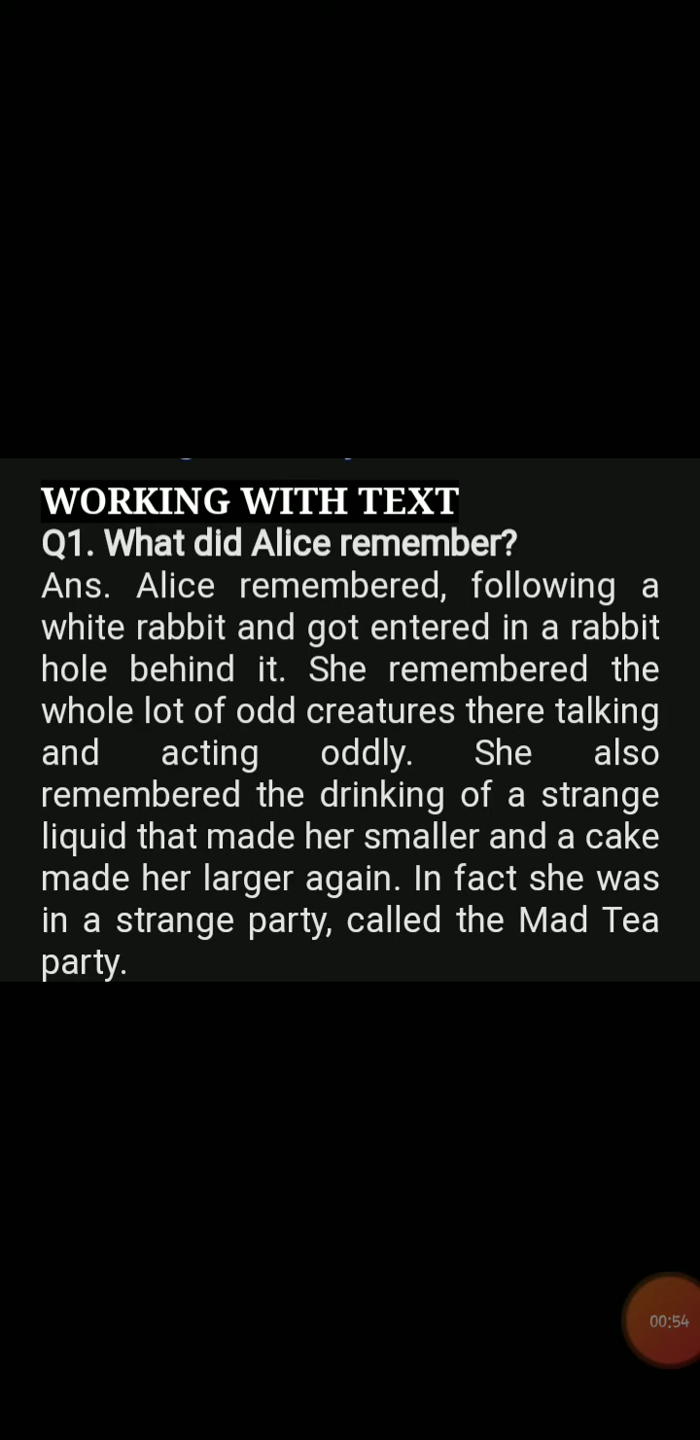 WORKING WITH TEXT
Q1. What did Alice remember?
Ans. Alice remembered, following a
white rabbit and got entered in a rabbit
hole behind it. She remembered the
whole lot of odd creatures there talking
and acting oddly. She also
remembered the drinking of a strange
liquid that made her smaller and a cake
made her larger again. In fact she was
in a strange party, called the Mad Tea
party.
00:54